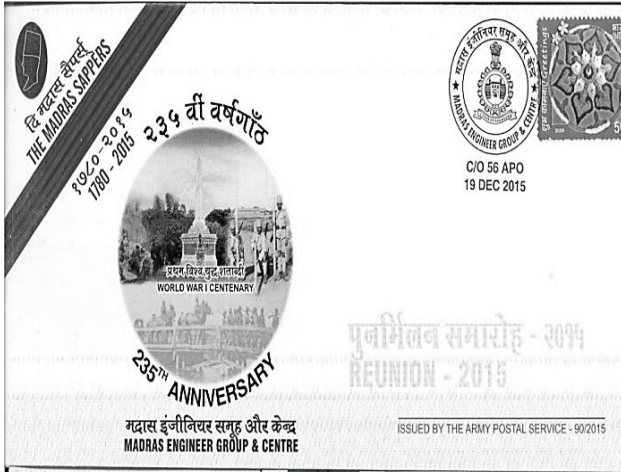 दि मद्रास सैपर्स
THE MADRAS SAPPERS
१७८०-२०१५
1780 - 2015
२३५ वीं वर्षगाँठ
प्रथम विश्व युद्ध शताब्दी
WORLD WAR I CENTENARY
235TH ANNIVERSARY
मद्रास इंजीनियर समूह और केन्द्र
MADRAS ENGINEER GROUP & CENTRE
मद्रास इंजीनियर समूह और केन्द्र
★ MADRAS ENGINEER GROUP & CENTRE ★
C/O 56 APO
19 DEC 2015
शुभ कामना Greetings
पुनर्मिलन समारोह - २०१५
REUNION - 2015
ISSUED BY THE ARMY POSTAL SERVICE - 90/2015